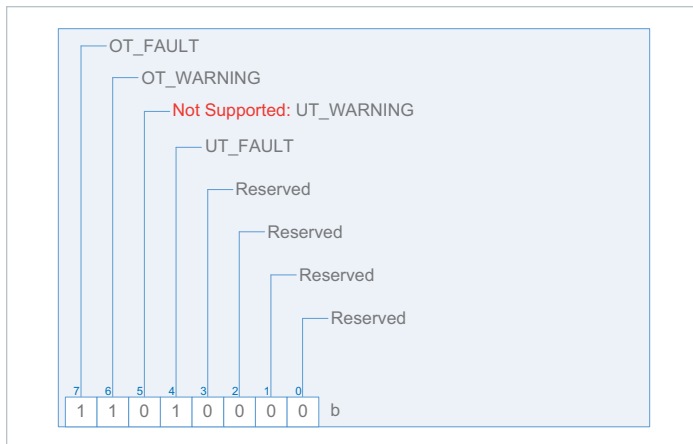 OT_FAULT
OT_WARNING
Not Supported: UT_WARNING
UT_FAULT
Reserved
Reserved
Reserved
Reserved
7 6 5 4 3 2 1 0
1 1 0 1 0 0 0 0 b